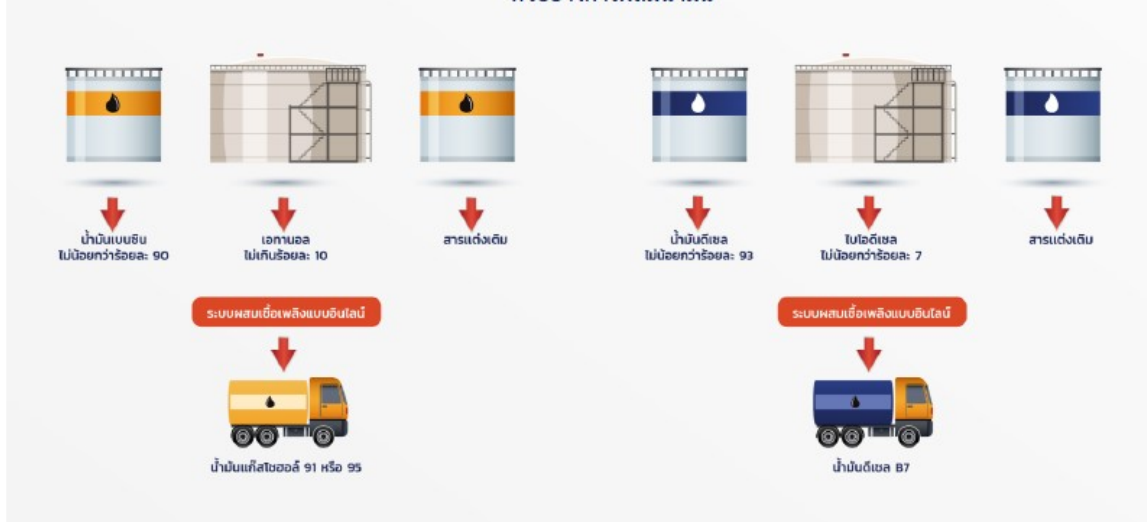 น้ำมันเบนซิน
ไม่น้อยกว่าร้อยละ 90
เอทานอล
ไม่เกินร้อยละ 10
สารแต่งเติม
น้ำมันดีเซล
ไม่น้อยกว่าร้อยละ 93
ไบโอดีเซล
ไม่น้อยกว่าร้อยละ 7
สารแต่งเติม
ระบบผสมเชื้อเพลิงแบบอินไลน์
ระบบผสมเชื้อเพลิงแบบอินไลน์
น้ำมันแก๊สโซฮอล์ 91 หรือ 95
น้ำมันดีเซล B7